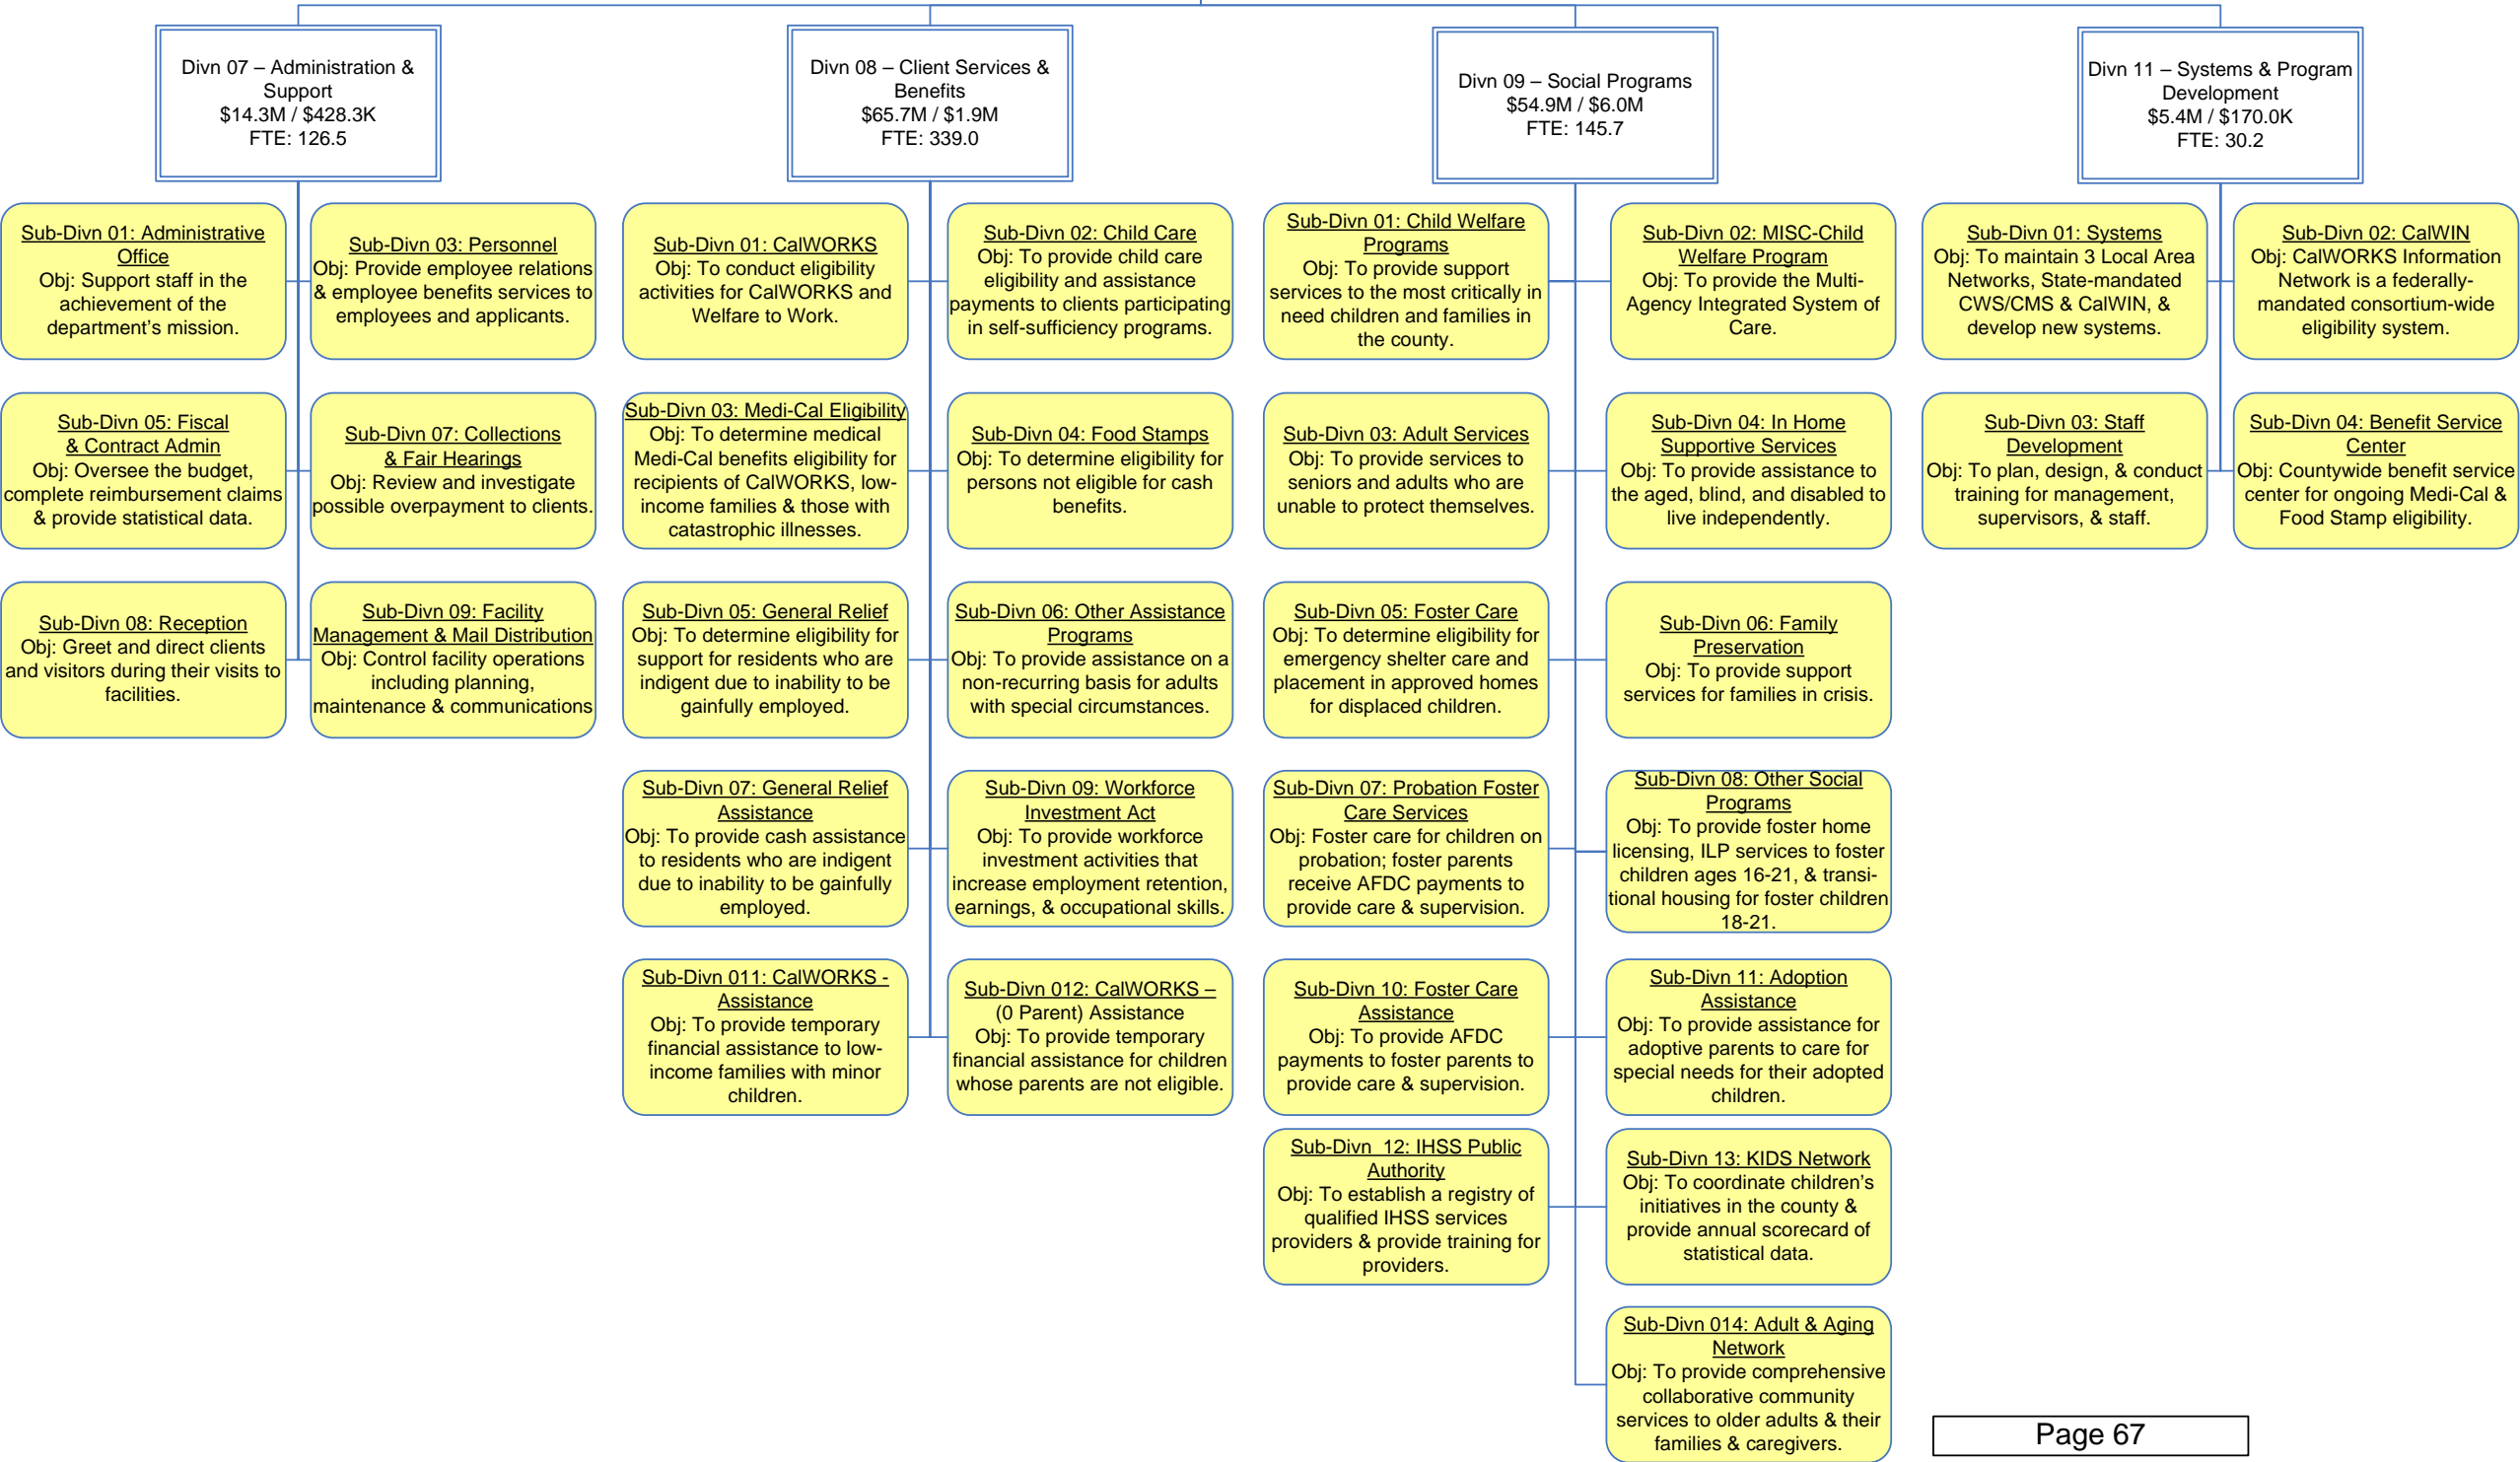 Divn 07 – Administration &
Support
$14.3M / $428.3K
FTE: 126.5
Divn 08 – Client Services &
Benefits
$65.7M / $1.9M
FTE: 339.0
Divn 09 – Social Programs
$54.9M / $6.0M
FTE: 145.7
Divn 11 – Systems & Program
Development
$5.4M / $170.0K
FTE: 30.2
Sub-Divn 01: Administrative
Office
Obj: Support staff in the
achievement of the
department’s mission.
Sub-Divn 03: Personnel
Obj: Provide employee relations
& employee benefits services to
employees and applicants.
Sub-Divn 01: CalWORKS
Obj: To conduct eligibility
activities for CalWORKS and
Welfare to Work.
Sub-Divn 02: Child Care
Obj: To provide child care
eligibility and assistance
payments to clients participating
in self-sufficiency programs.
Sub-Divn 01: Child Welfare
Programs
Obj: To provide support
services to the most critically in
need children and families in
the county.
Sub-Divn 02: MISC-Child
Welfare Program
Obj: To provide the Multi-
Agency Integrated System of
Care.
Sub-Divn 01: Systems
Obj: To maintain 3 Local Area
Networks, State-mandated
CWS/CMS & CalWIN, &
develop new systems.
Sub-Divn 02: CalWIN
Obj: CalWORKS Information
Network is a federally-
mandated consortium-wide
eligibility system.
Sub-Divn 05: Fiscal
& Contract Admin
Obj: Oversee the budget,
complete reimbursement claims
& provide statistical data.
Sub-Divn 07: Collections
& Fair Hearings
Obj: Review and investigate
possible overpayment to clients.
Sub-Divn 03: Medi-Cal Eligibility
Obj: To determine medical
Medi-Cal benefits eligibility for
recipients of CalWORKS, low-
income families & those with
catastrophic illnesses.
Sub-Divn 04: Food Stamps
Obj: To determine eligibility for
persons not eligible for cash
benefits.
Sub-Divn 03: Adult Services
Obj: To provide services to
seniors and adults who are
unable to protect themselves.
Sub-Divn 04: In Home
Supportive Services
Obj: To provide assistance to
the aged, blind, and disabled to
live independently.
Sub-Divn 03: Staff
Development
Obj: To plan, design, & conduct
training for management,
supervisors, & staff.
Sub-Divn 04: Benefit Service
Center
Obj: Countywide benefit service
center for ongoing Medi-Cal &
Food Stamp eligibility.
Sub-Divn 08: Reception
Obj: Greet and direct clients
and visitors during their visits to
facilities.
Sub-Divn 09: Facility
Management & Mail Distribution
Obj: Control facility operations
including planning,
maintenance & communications
Sub-Divn 05: General Relief
Obj: To determine eligibility for
support for residents who are
indigent due to inability to be
gainfully employed.
Sub-Divn 06: Other Assistance
Programs
Obj: To provide assistance on a
non-recurring basis for adults
with special circumstances.
Sub-Divn 05: Foster Care
Obj: To determine eligibility for
emergency shelter care and
placement in approved homes
for displaced children.
Sub-Divn 06: Family
Preservation
Obj: To provide support
services for families in crisis.
Sub-Divn 07: General Relief
Assistance
Obj: To provide cash assistance
to residents who are indigent
due to inability to be gainfully
employed.
Sub-Divn 09: Workforce
Investment Act
Obj: To provide workforce
investment activities that
increase employment retention,
earnings, & occupational skills.
Sub-Divn 07: Probation Foster
Care Services
Obj: Foster care for children on
probation; foster parents
receive AFDC payments to
provide care & supervision.
Sub-Divn 08: Other Social
Programs
Obj: To provide foster home
licensing, ILP services to foster
children ages 16-21, & transi-
tional housing for foster children
18-21.
Sub-Divn 011: CalWORKS -
Assistance
Obj: To provide temporary
financial assistance to low-
income families with minor
children.
Sub-Divn 012: CalWORKS –
(0 Parent) Assistance
Obj: To provide temporary
financial assistance for children
whose parents are not eligible.
Sub-Divn 10: Foster Care
Assistance
Obj: To provide AFDC
payments to foster parents to
provide care & supervision.
Sub-Divn 11: Adoption
Assistance
Obj: To provide assistance for
adoptive parents to care for
special needs for their adopted
children.
Sub-Divn 12: IHSS Public
Authority
Obj: To establish a registry of
qualified IHSS services
providers & provide training for
providers.
Sub-Divn 13: KIDS Network
Obj: To coordinate children’s
initiatives in the county &
provide annual scorecard of
statistical data.
Sub-Divn 014: Adult & Aging
Network
Obj: To provide comprehensive
collaborative community
services to older adults & their
families & caregivers.
Page 67